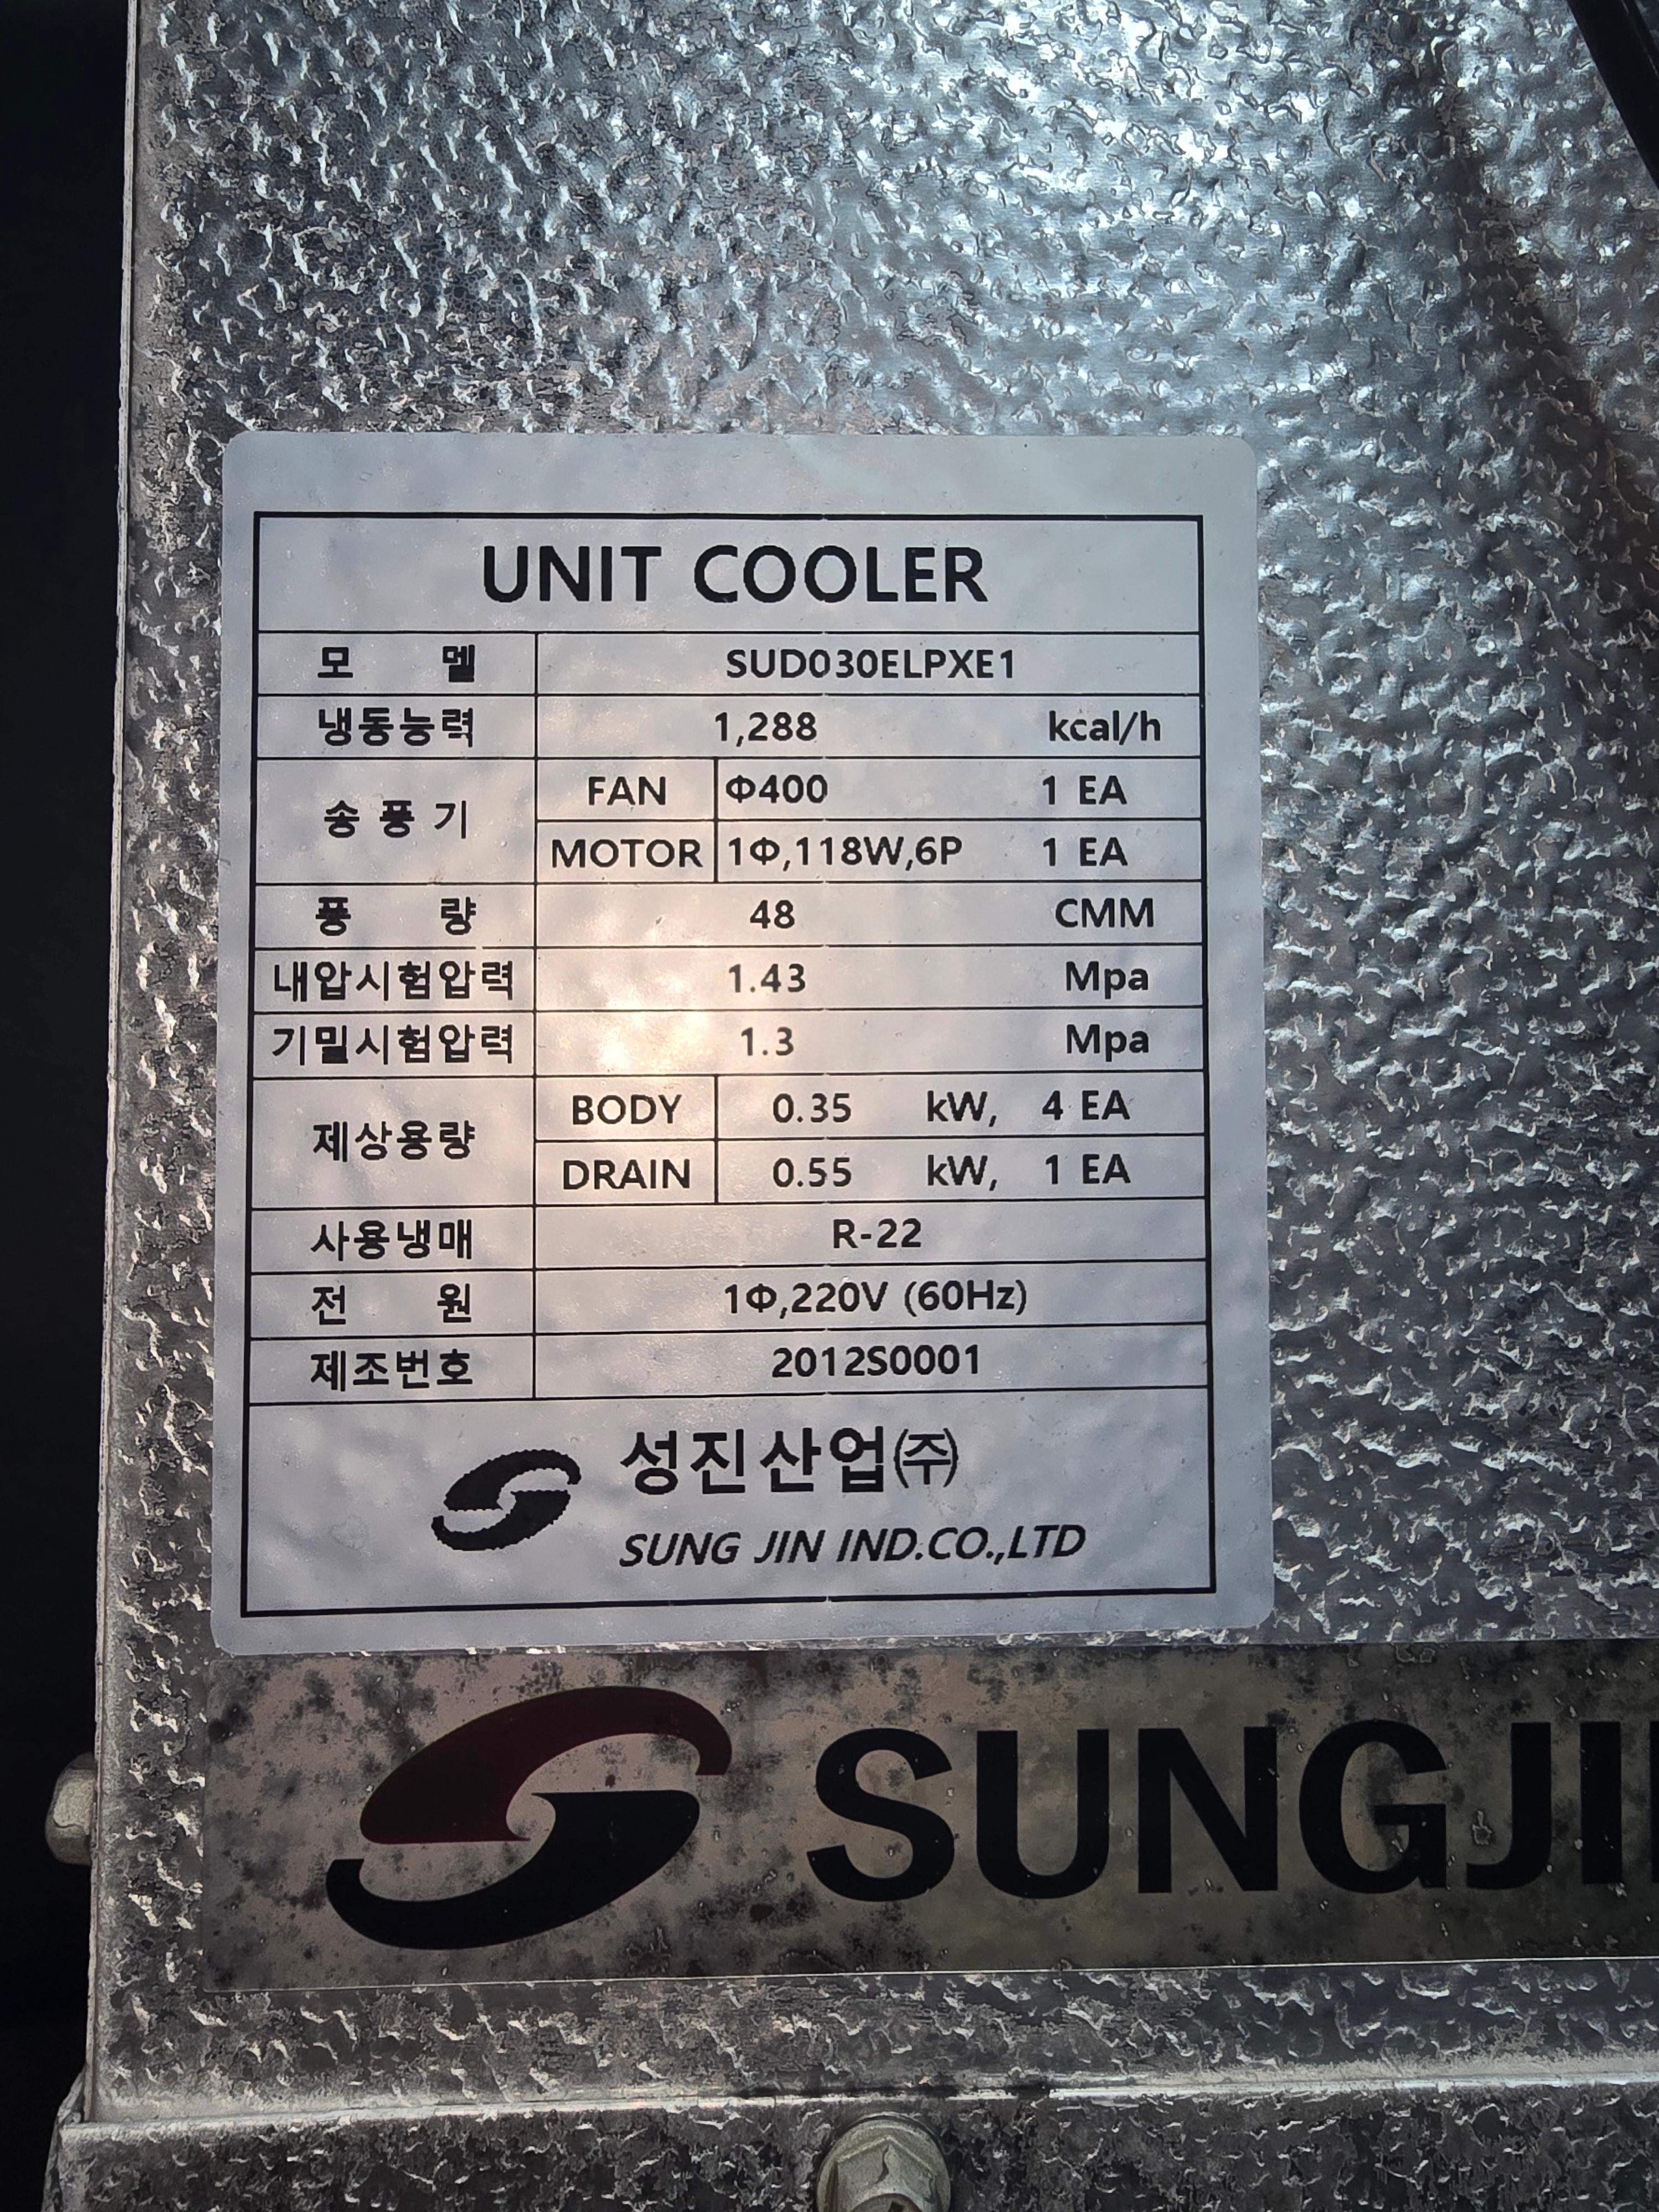 UNIT COOLER
모 델 SUD030ELPXE1
냉동능력 1,288 kcal/h
송풍기 FAN Φ400 1 EA
MOTOR 1Φ,118W,6P 1 EA
풍 량 48 CMM
내압시험압력 1.43 Mpa
기밀시험압력 1.3 Mpa
제상용량 BODY 0.35 kW, 4 EA
DRAIN 0.55 kW, 1 EA
사용냉매 R-22
전 원 1Φ,220V (60Hz)
제조번호 2012S0001
성진산업㈜
SUNG JIN IND.CO.,LTD
SUNGJI